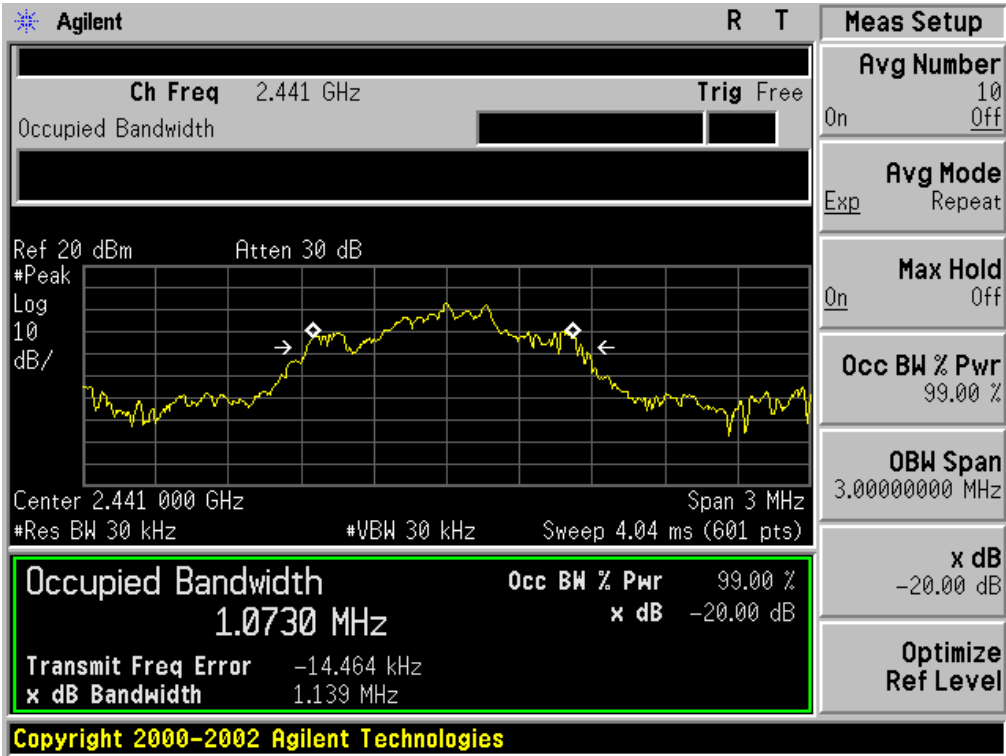 Agilent R T
Ch Freq 2.441 GHz Trig Free
Occupied Bandwidth
Ref 20 dBm Atten 30 dB
#Peak
Log
10
dB/
Center 2.441 000 GHz Span 3 MHz
#Res BW 30 kHz #VBW 30 kHz Sweep 4.04 ms (601 pts)
Occupied Bandwidth Occ BW % Pwr 99.00 %
1.0730 MHz x dB -20.00 dB
Transmit Freq Error -14.464 kHz
x dB Bandwidth 1.139 MHz
Copyright 2000-2002 Agilent Technologies
Meas Setup
Avg Number
10
On Off
Avg Mode
Exp Repeat
Max Hold
On Off
Occ BW % Pwr
99.00 %
OBW Span
3.00000000 MHz
x dB
-20.00 dB
Optimize
Ref Level